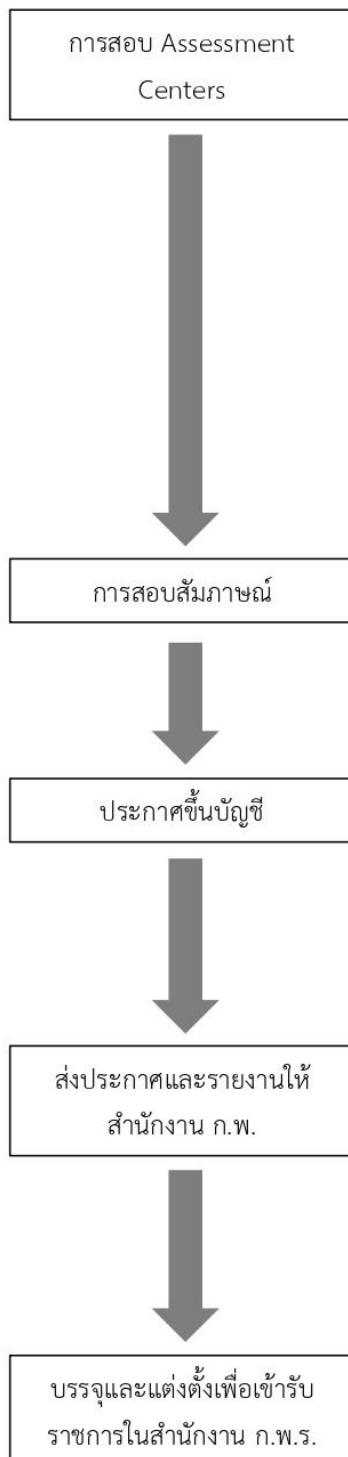 การสอบ Assessment
Centers
การสอบสัมภาษณ์
ประกาศขึ้นบัญชี
ส่งประกาศและรายงานให้
สำนักงาน ก.พ.
บรรจุและแต่งตั้งเพื่อเข้ารับ
ราชการในสำนักงาน ก.พ.ร.